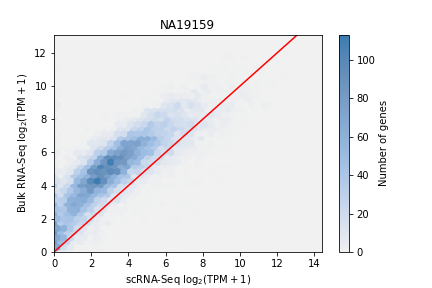 NA19159
Bulk RNA-Seq log₂(TPM + 1)
12
10
8
6
4
2
0
0 2 4 6 8 10 12 14
scRNA-Seq log₂(TPM + 1)
100
80
60
40
20
0
Number of genes